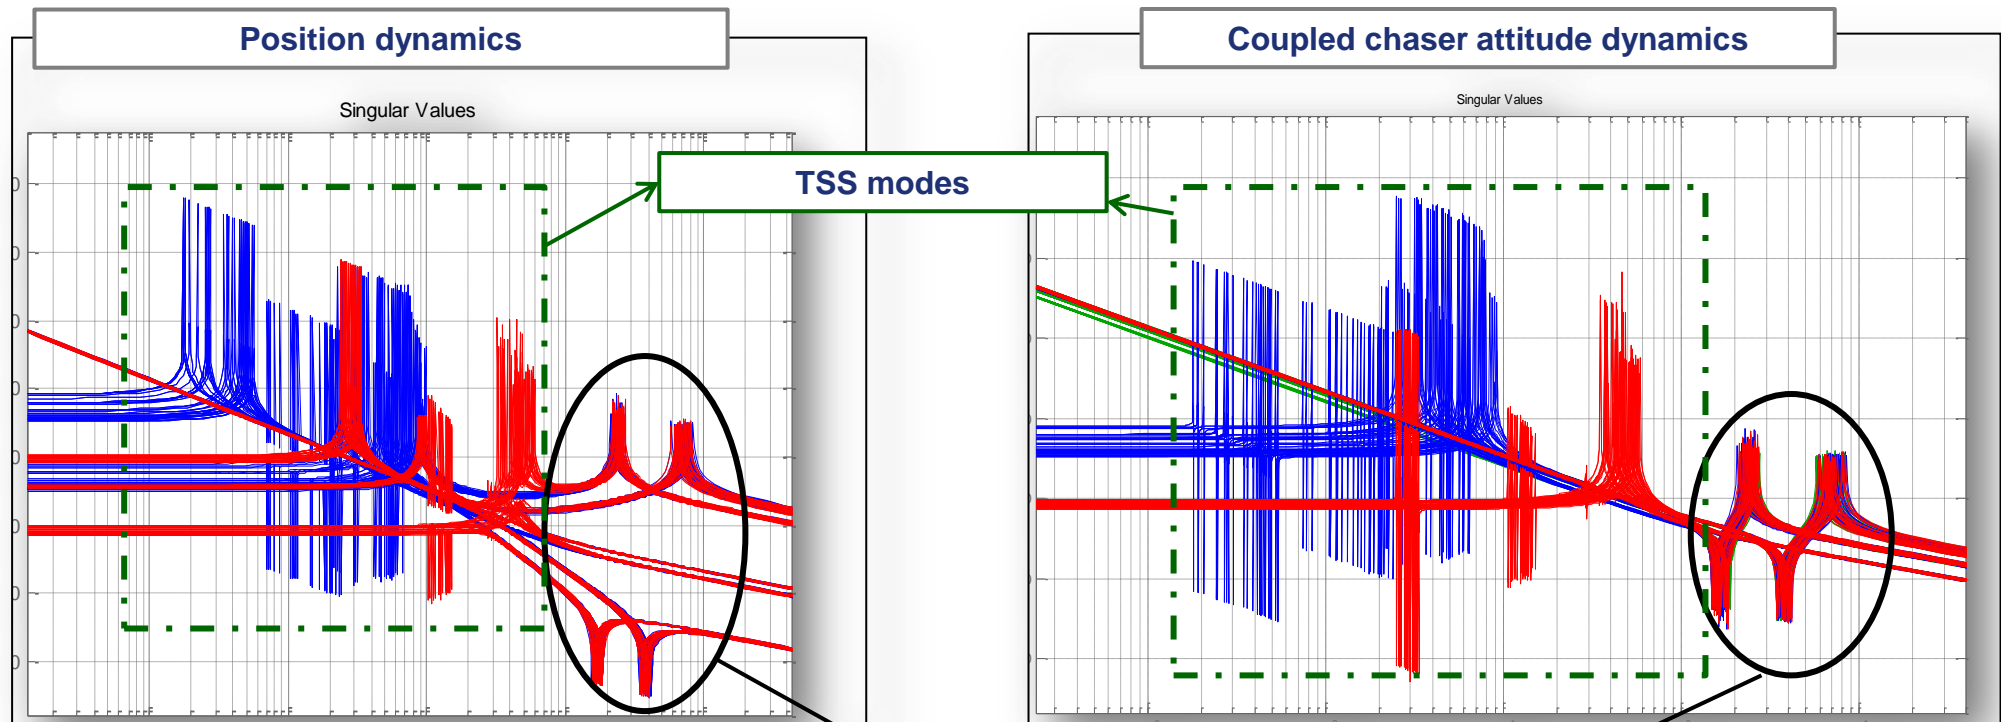 Position dynamics
Coupled chaser attitude dynamics
Singular Values
Singular Values
TSS modes